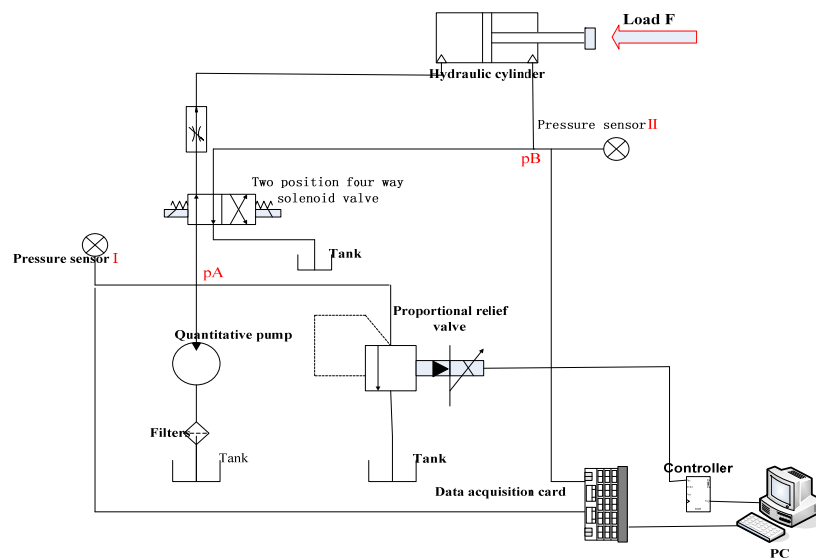 Load F
Hydraulic cylinder
Pressure sensor II
pB
Two position four way
solenoid valve
Tank
Pressure sensor I
pA
Proportional relief
valve
Quantitative pump
Filters
Tank
Tank
Data acquisition card
Controller
PC